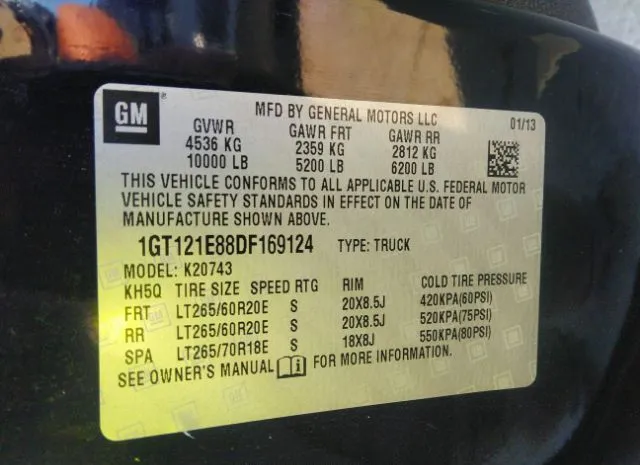 GM ®
MFD BY GENERAL MOTORS LLC 01/13
GVWR GAWR FRT GAWR RR
4536 KG 2359 KG 2812 KG
10000 LB 5200 LB 6200 LB
THIS VEHICLE CONFORMS TO ALL APPLICABLE U.S. FEDERAL MOTOR
VEHICLE SAFETY STANDARDS IN EFFECT ON THE DATE OF
MANUFACTURE SHOWN ABOVE.
1GT121E88DF169124 TYPE: TRUCK
MODEL: K20743
KH5Q TIRE SIZE SPEED RTG RIM COLD TIRE PRESSURE
FRT LT265/60R20E S 20X8.5J 420KPA(60PSI)
RR LT265/60R20E S 20X8.5J 520KPA(75PSI)
SPA LT265/70R18E S 18X8J 550KPA(80PSI)
SEE OWNER'S MANUAL FOR MORE INFORMATION.